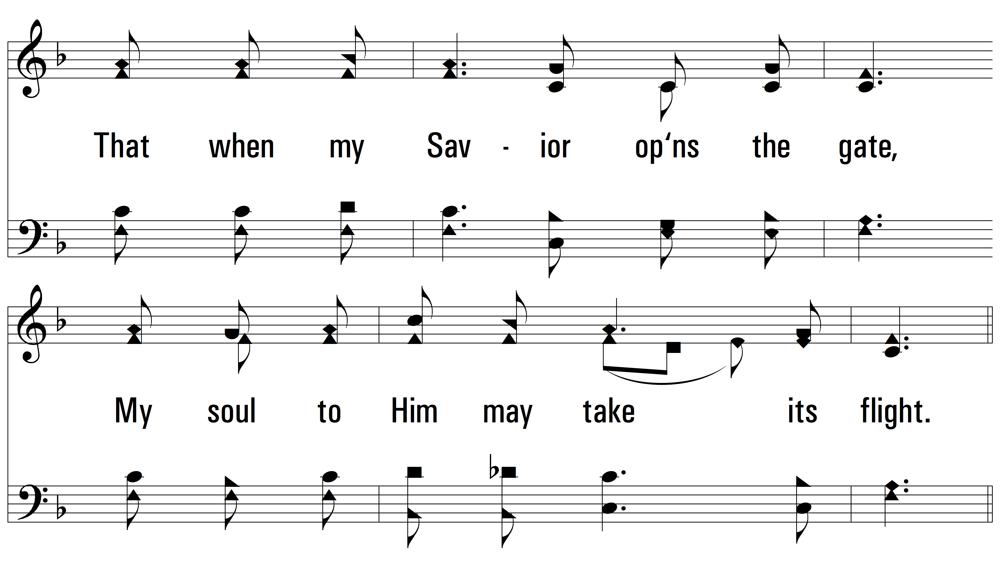 That when my Sav - ior op‘ns the gate,
My soul to Him may take its flight.